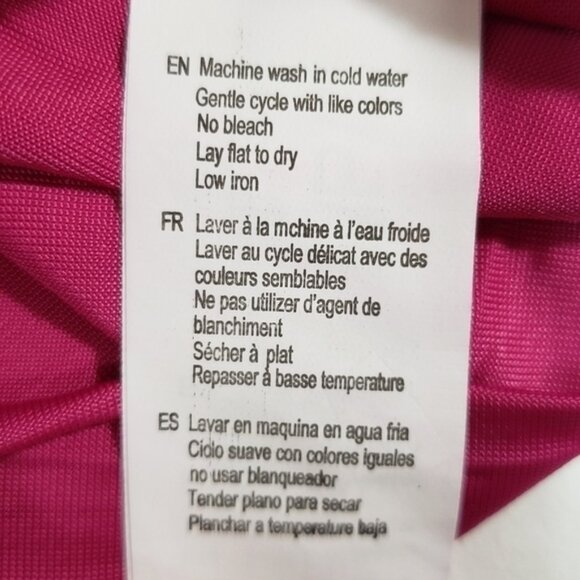 EN Machine wash in cold water
Gentle cycle with like colors
No bleach
Lay flat to dry
Low iron
FR Laver à la mchine à l'eau froide
Laver au cycle délicat avec des
couleurs semblables
Ne pas utilizer d'agent de
blanchiment
Sécher à plat
Repasser à basse temperature
ES Lavar en maquina en agua fria
Ciclo suave con colores iguales
no usar blanqueador
Tender plano para secar
Planchar a temperature baja